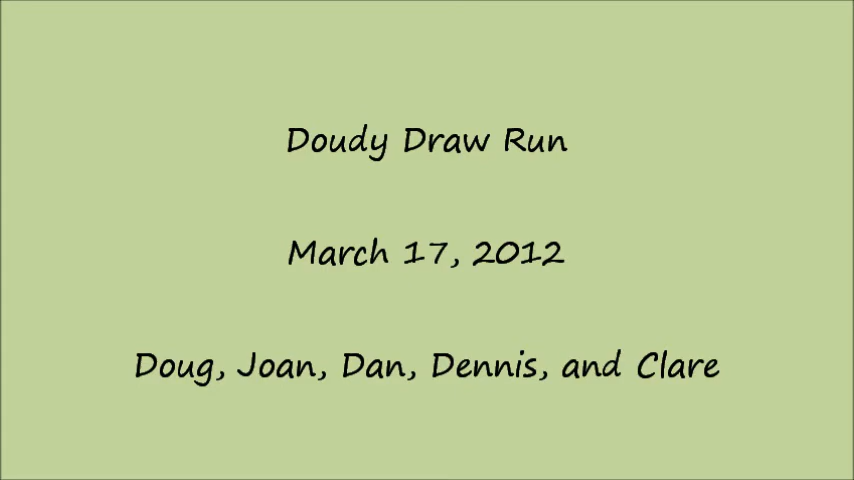 Doudy Draw Run
March 17, 2012
Doug, Joan, Dan, Dennis, and Clare